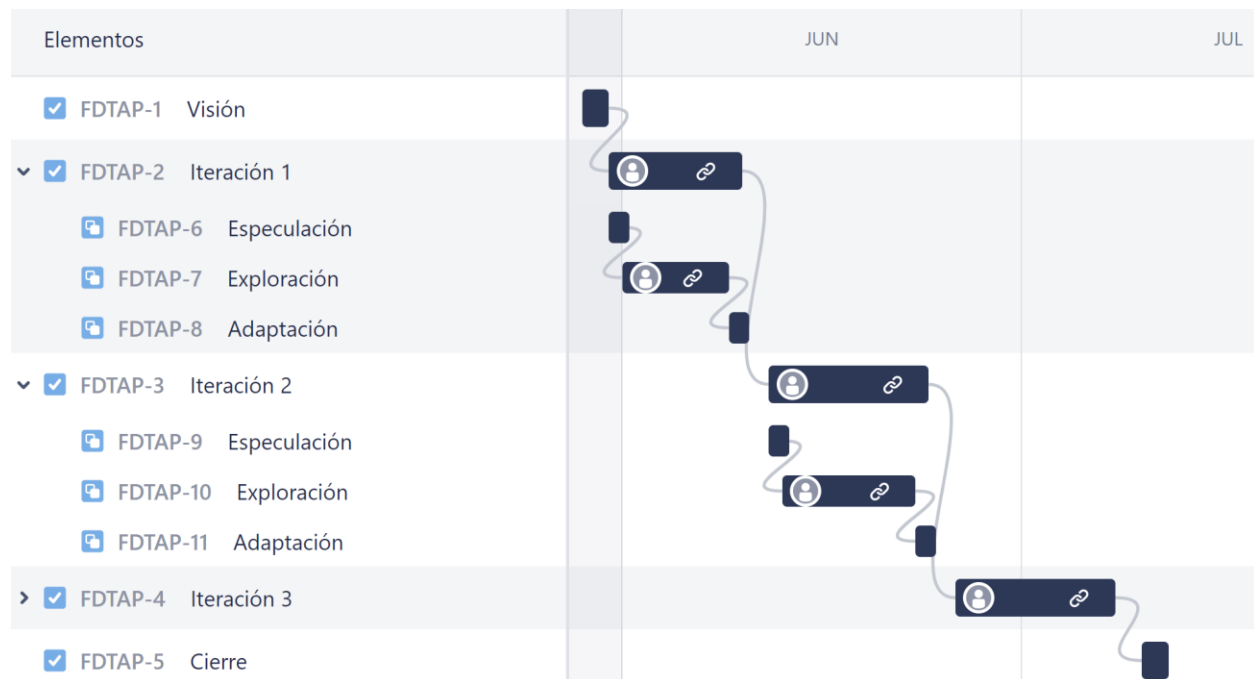 Elementos JUN JUL
FDTAP-1 Visión
FDTAP-2 Iteración 1
FDTAP-6 Especulación
FDTAP-7 Exploración
FDTAP-8 Adaptación
FDTAP-3 Iteración 2
FDTAP-9 Especulación
FDTAP-10 Exploración
FDTAP-11 Adaptación
FDTAP-4 Iteración 3
FDTAP-5 Cierre